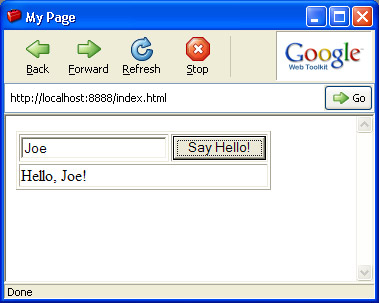 My Page
Back Forward Refresh Stop
Google
Web Toolkit
http://localhost:8888/index.html Go
Joe Say Hello!
Hello, Joe!
Done